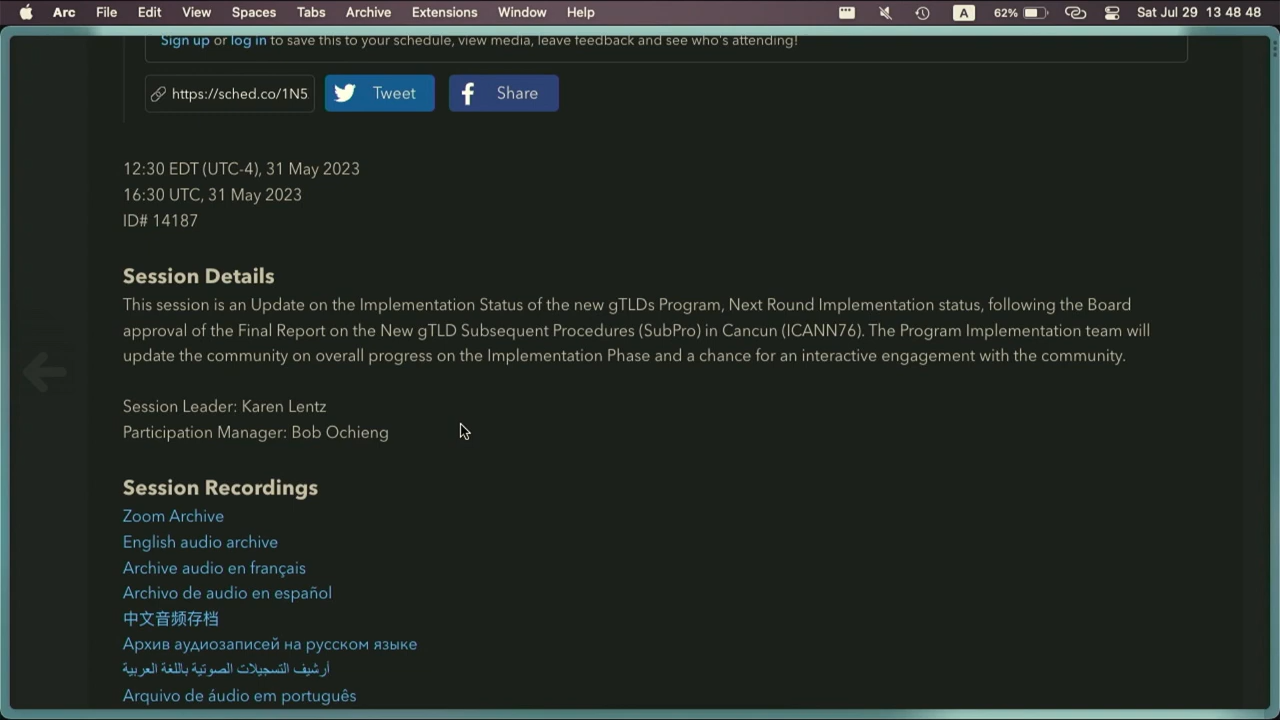 Arc File Edit View Spaces Tabs Archive Extensions Window Help A 62% Sat Jul 29 13 48 48
Sign up or log in to save this to your schedule, view media, leave feedback and see who's attending!
https://sched.co/1N5 Tweet Share
12:30 EDT (UTC-4), 31 May 2023
16:30 UTC, 31 May 2023
ID# 14187
Session Details
This session is an Update on the Implementation Status of the new gTLDs Program, Next Round Implementation status, following the Board
approval of the Final Report on the New gTLD Subsequent Procedures (SubPro) in Cancun (ICANN76). The Program Implementation team will
update the community on overall progress on the Implementation Phase and a chance for an interactive engagement with the community.
Session Leader: Karen Lentz
Participation Manager: Bob Ochieng
Session Recordings
Zoom Archive
English audio archive
Archive audio en français
Archivo de audio en español
中文音频存档
Архив аудиозаписей на русском языке
أرشيف التسجيلات الصوتية باللغة العربية
Arquivo de áudio em português